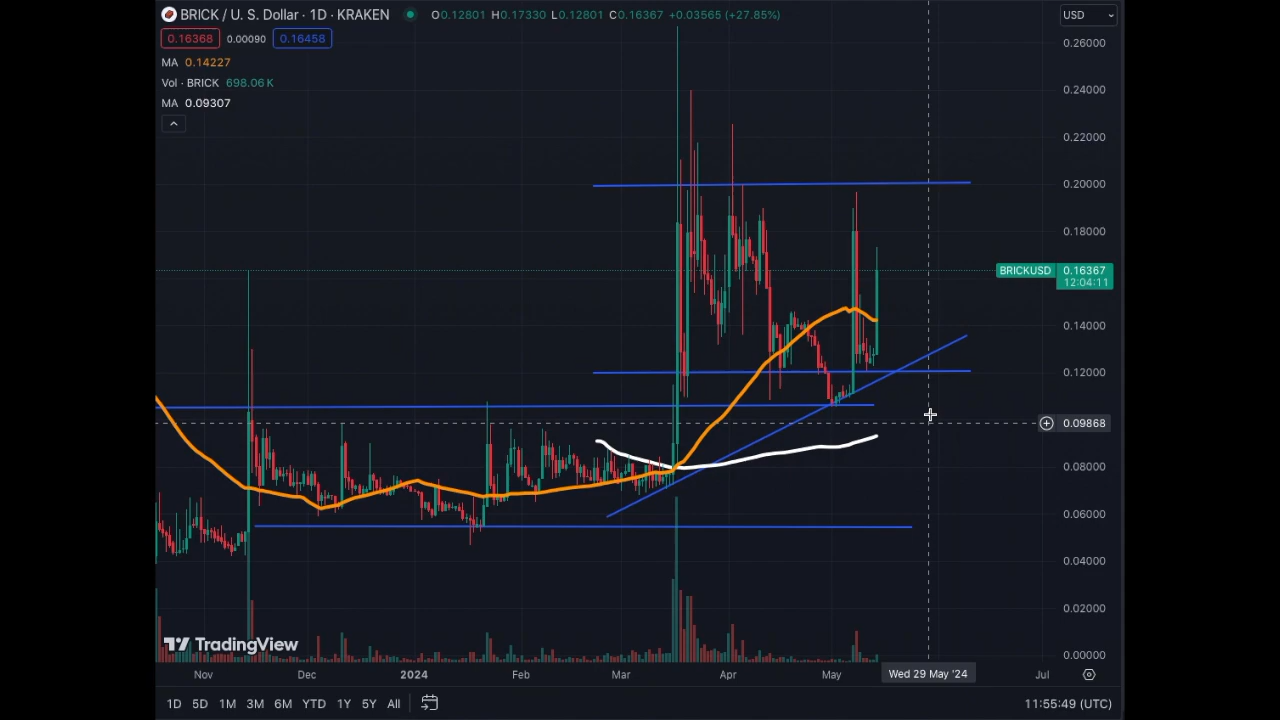 BRICK / U. S. Dollar · 1D · KRAKEN O0.12801 H0.17330 L0.12801 C0.16367 +0.03565 (+27.85%)
USD
0.16368 0.00090 0.16458
MA 0.14227
Vol · BRICK 698.06 K
MA 0.09307
0.26000
0.24000
0.22000
0.20000
0.18000
BRICKUSD 0.16367
12:04:11
0.14000
0.12000
0.09868
0.08000
0.06000
0.04000
0.02000
0.00000
TradingView
Nov Dec 2024 Feb Mar Apr May Wed 29 May '24 Jul
1D 5D 1M 3M 6M YTD 1Y 5Y All 11:55:49 (UTC)